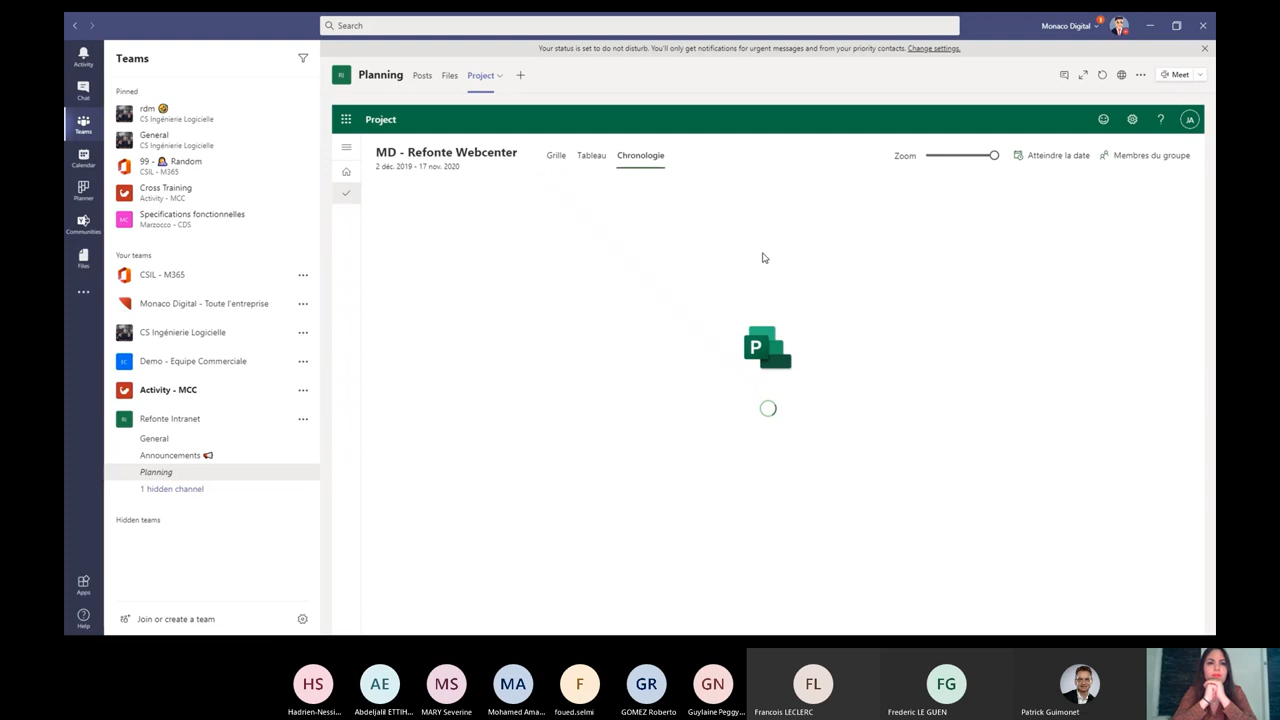 Search
Monaco Digital
Your status is set to do not disturb. You'll only get notifications for urgent messages and from your priority contacts. Change settings.
Activity
Chat
Teams
Calendar
Planner
Communities
Files
Apps
Help
Teams
Pinned
rdm
CS Ingénierie Logicielle
General
CS Ingénierie Logicielle
99 - Random
CSIL - M365
Cross Training
Activity - MCC
MC
Specifications fonctionnelles
Marzocco - CDS
Your teams
CSIL - M365
Monaco Digital - Toute l'entreprise
CS Ingénierie Logicielle
EC
Demo - Equipe Commerciale
Activity - MCC
RI
Refonte Intranet
General
Announcements
Planning
1 hidden channel
Hidden teams
Join or create a team
RI
Planning
Posts
Files
Project
Meet
Project
JA
MD - Refonte Webcenter
2 déc. 2019 - 17 nov. 2020
Grille
Tableau
Chronologie
Zoom
Atteindre la date
Membres du groupe
P
HS
Hadrien-Nessi...
AE
Abdeljalil ETTIH...
MS
MARY Severine
MA
Mohamed Ama...
F
foued.selmi
GR
GOMEZ Roberto
GN
Guylaine Peggy...
FL
Francois LECLERC
FG
Frederic LE GUEN
Patrick Guimonet